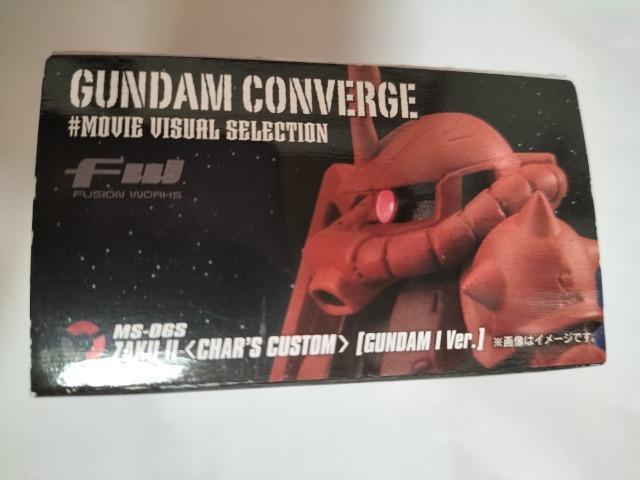 GUNDAM CONVERGE
#MOVIE VISUAL SELECTION
FW
FUSION WORKS
MS-06S
ZAKU II <CHAR'S CUSTOM> [GUNDAM I Ver.] ※画像はイメージです。